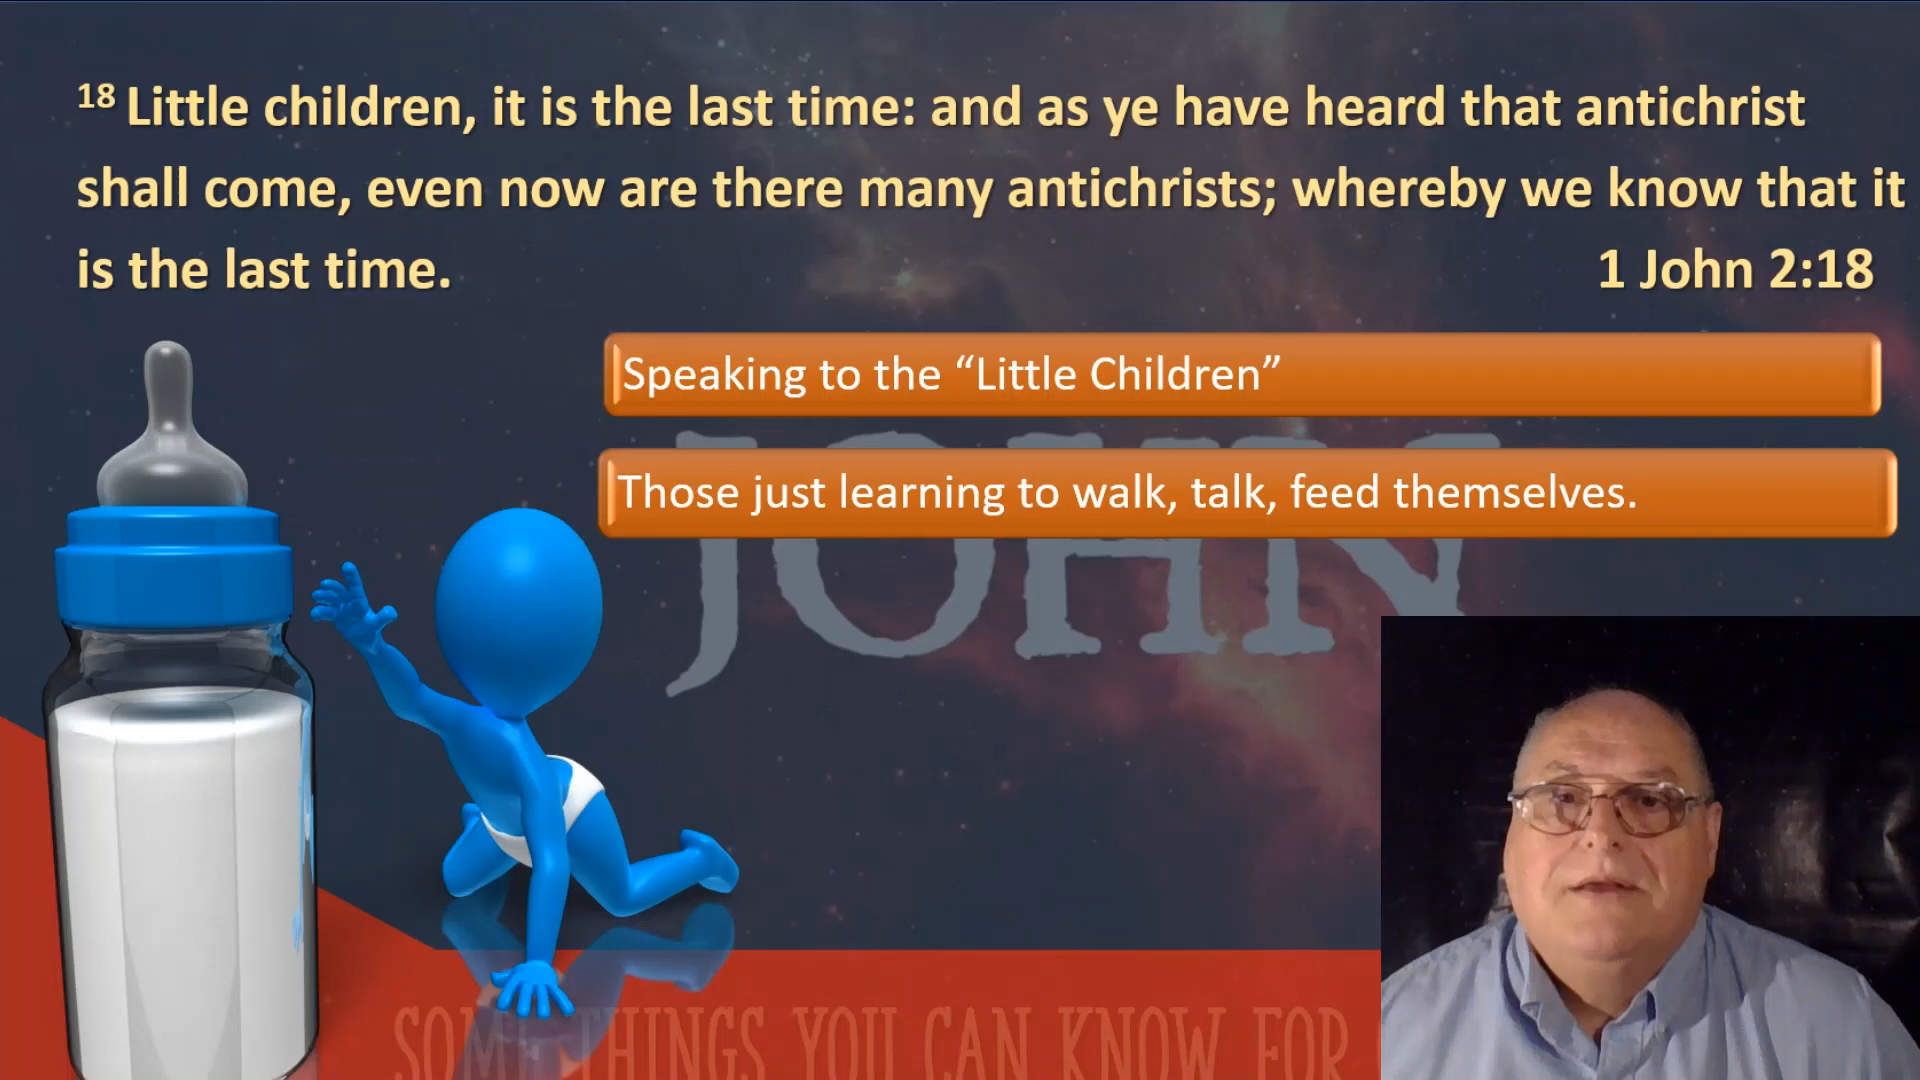 18 Little children, it is the last time: and as ye have heard that antichrist
shall come, even now are there many antichrists; whereby we know that it
is the last time. 1 John 2:18
Speaking to the “Little Children”
Those just learning to walk, talk, feed themselves.
JOHN
SOME THINGS YOU CAN KNOW FOR